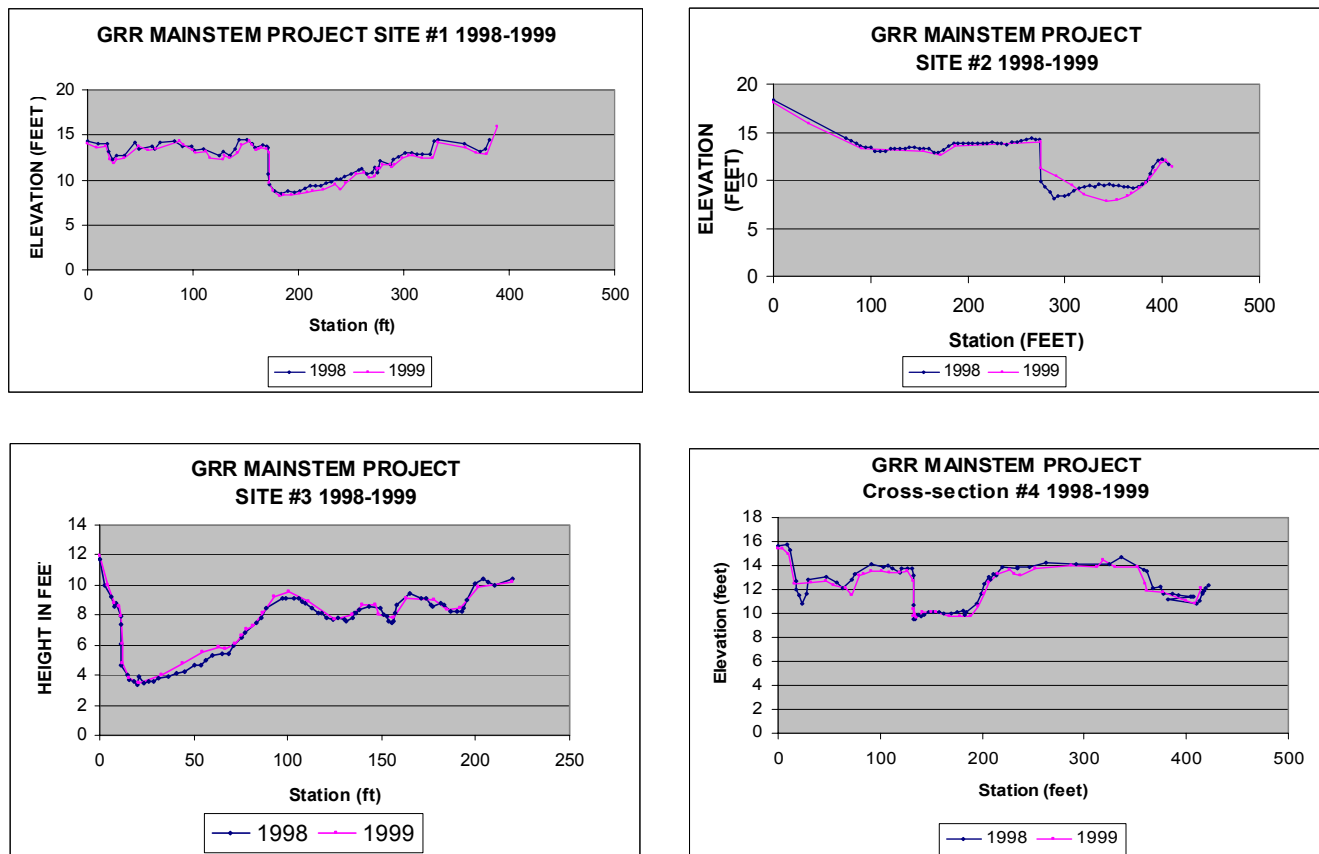 GRR MAINSTEM PROJECT SITE #1 1998-1999
ELEVATION (FEET )
20
15
10
5
0
0 100 200 300 400 500
Station (ft)
1998 1999
GRR MAINSTEM PROJECT
SITE #2 1998-1999
ELEVATION
(FEET)
20
15
10
5
0
0 100 200 300 400 500
Station (FEET)
1998 1999
GRR MAINSTEM PROJECT
SITE #3 1998-1999
HEIGHT IN FEE
14
12
10
8
6
4
2
0
0 50 100 150 200 250
Station (ft)
1998 1999
GRR MAINSTEM PROJECT
Cross-section #4 1998-1999
Elevation (feet)
18
16
14
12
10
8
6
4
2
0
0 100 200 300 400 500
Station (feet)
1998 1999